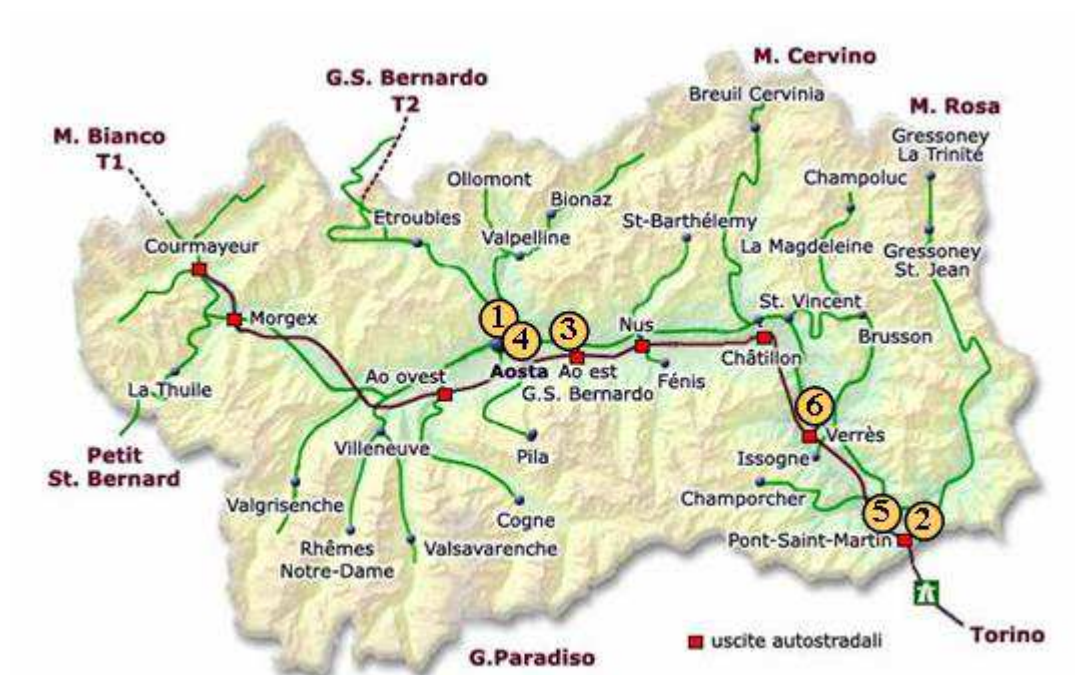 M. Cervino
G.S. Bernardo
T2
Breuil Cervinia
M. Rosa
M. Bianco
T1
Gressoney
La Trinité
Ollomont
Champoluc
Bionaz
Etroubles
St-Barthélemy
Valpelline
Courmayeur
La Magdeleine
Gressoney
St. Jean
St. Vincent
Morgex
1
4
3
Nus
Brusson
Châtillon
Aosta
Ao est
G.S. Bernardo
Fénis
Ao ovest
La Thuile
6
Verrès
Villeneuve
Pila
Issogne
Petit
St. Bernard
Valgrisenche
Champorcher
Cogne
5
2
Pont-Saint-Martin
Rhêmes
Notre-Dame
Valsavarenche
Torino
uscite autostradali
G.Paradiso